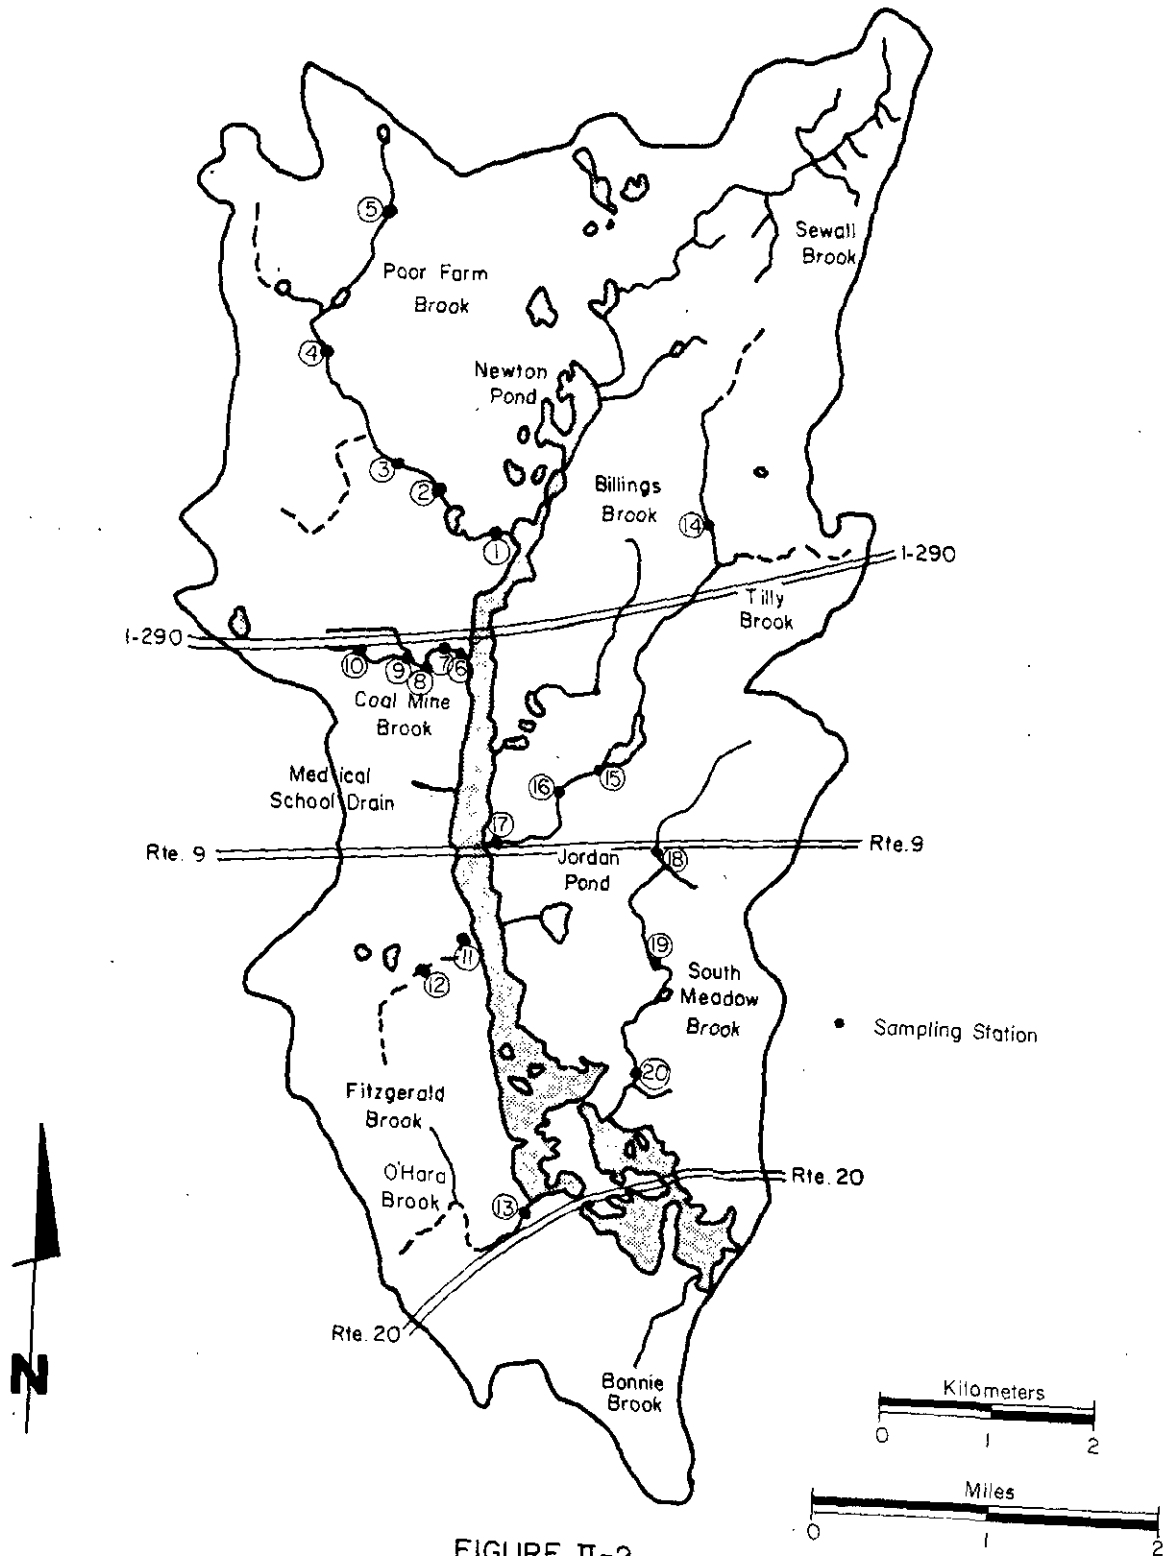 Sewall
Brook
5
Poor Farm
Brook
4
Newton
Pond
3
2
Billings
Brook
14
1
I-290
Tilly
Brook
I-290
10
9
8
7
6
Coal Mine
Brook
Medical
School Drain
15
16
17
Rte. 9
Rte.9
Jordan
Pond
18
11
12
19
South
Meadow
Brook
Sampling Station
20
Fitzgerald
Brook
O'Hara
Brook
13
Rte. 20
Rte. 20
N
Bonnie
Brook
Kilometers
0 1 2
Miles
0 1 2
FIGURE II-2